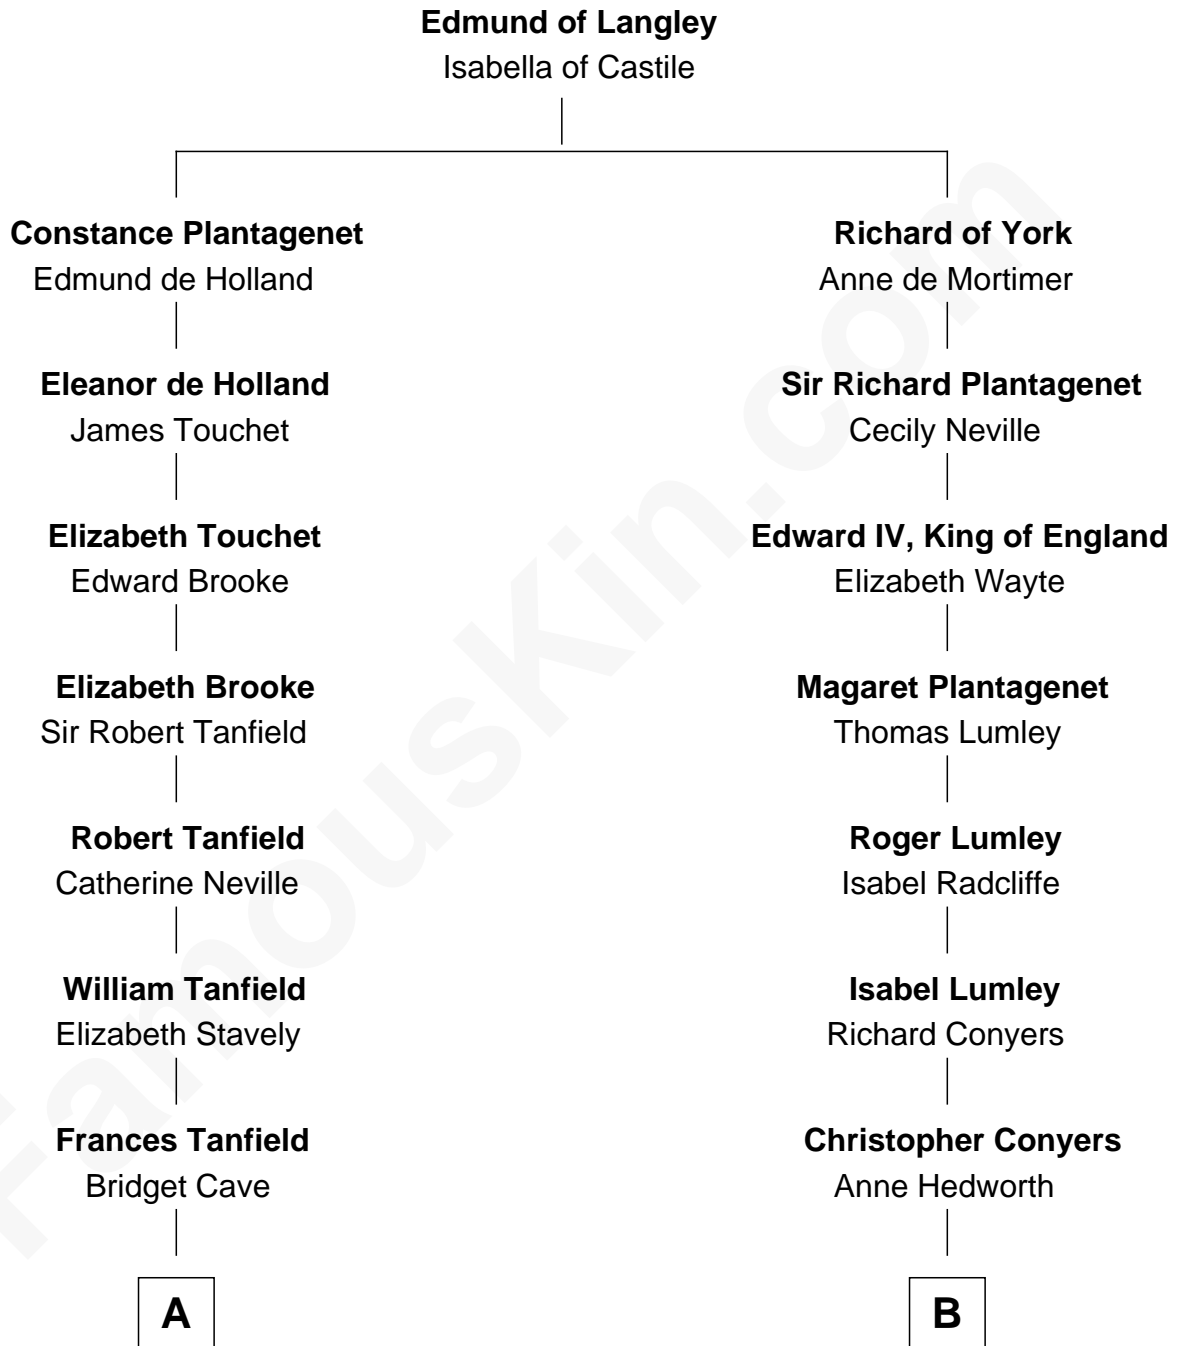 Edmund of Langley
Isabella of Castile
Constance Plantagenet
Edmund de Holland
Eleanor de Holland
James Touchet
Elizabeth Touchet
Edward Brooke
Elizabeth Brooke
Sir Robert Tanfield
Robert Tanfield
Catherine Neville
William Tanfield
Elizabeth Stavely
Frances Tanfield
Bridget Cave
A
Richard of York
Anne de Mortimer
Sir Richard Plantagenet
Cecily Neville
Edward IV, King of England
Elizabeth Wayte
Magaret Plantagenet
Thomas Lumley
Roger Lumley
Isabel Radcliffe
Isabel Lumley
Richard Conyers
Christopher Conyers
Anne Hedworth
B
FamousKin.com